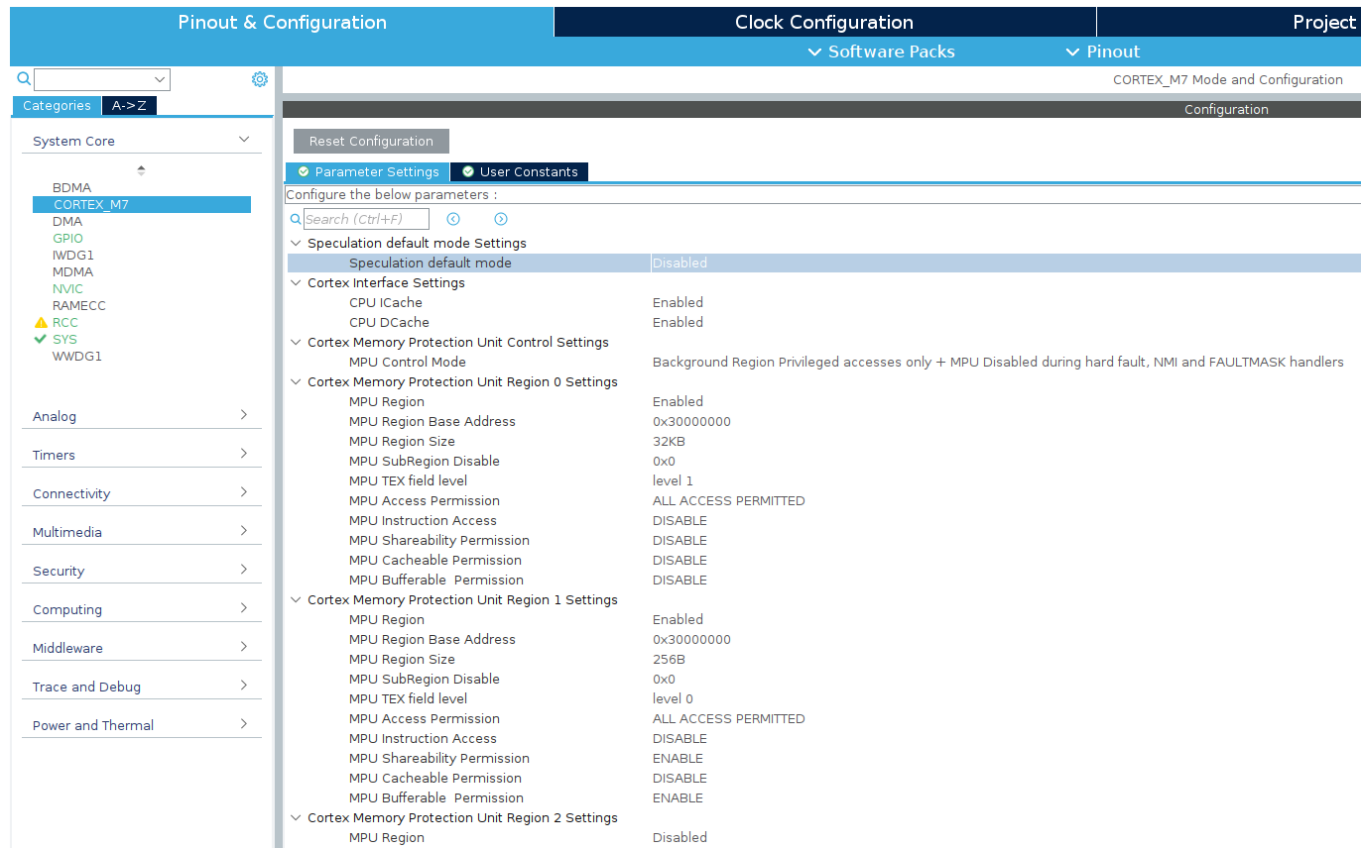 Pinout & Configuration
Clock Configuration
Project
Software Packs
Pinout
CORTEX_M7 Mode and Configuration
Categories
A->Z
System Core
BDMA
CORTEX_M7
DMA
GPIO
IWDG1
MDMA
NVIC
RAMECC
RCC
SYS
WWDG1
Analog
Timers
Connectivity
Multimedia
Security
Computing
Middleware
Trace and Debug
Power and Thermal
Configuration
Reset Configuration
Parameter Settings
User Constants
Configure the below parameters :
Search (Ctrl+F)
Speculation default mode Settings
Speculation default mode Disabled
Cortex Interface Settings
CPU ICache Enabled
CPU DCache Enabled
Cortex Memory Protection Unit Control Settings
MPU Control Mode Background Region Privileged accesses only + MPU Disabled during hard fault, NMI and FAULTMASK handlers
Cortex Memory Protection Unit Region 0 Settings
MPU Region Enabled
MPU Region Base Address 0x30000000
MPU Region Size 32KB
MPU SubRegion Disable 0x0
MPU TEX field level level 1
MPU Access Permission ALL ACCESS PERMITTED
MPU Instruction Access DISABLE
MPU Shareability Permission DISABLE
MPU Cacheable Permission DISABLE
MPU Bufferable Permission DISABLE
Cortex Memory Protection Unit Region 1 Settings
MPU Region Enabled
MPU Region Base Address 0x30000000
MPU Region Size 256B
MPU SubRegion Disable 0x0
MPU TEX field level level 0
MPU Access Permission ALL ACCESS PERMITTED
MPU Instruction Access DISABLE
MPU Shareability Permission ENABLE
MPU Cacheable Permission DISABLE
MPU Bufferable Permission ENABLE
Cortex Memory Protection Unit Region 2 Settings
MPU Region Disabled